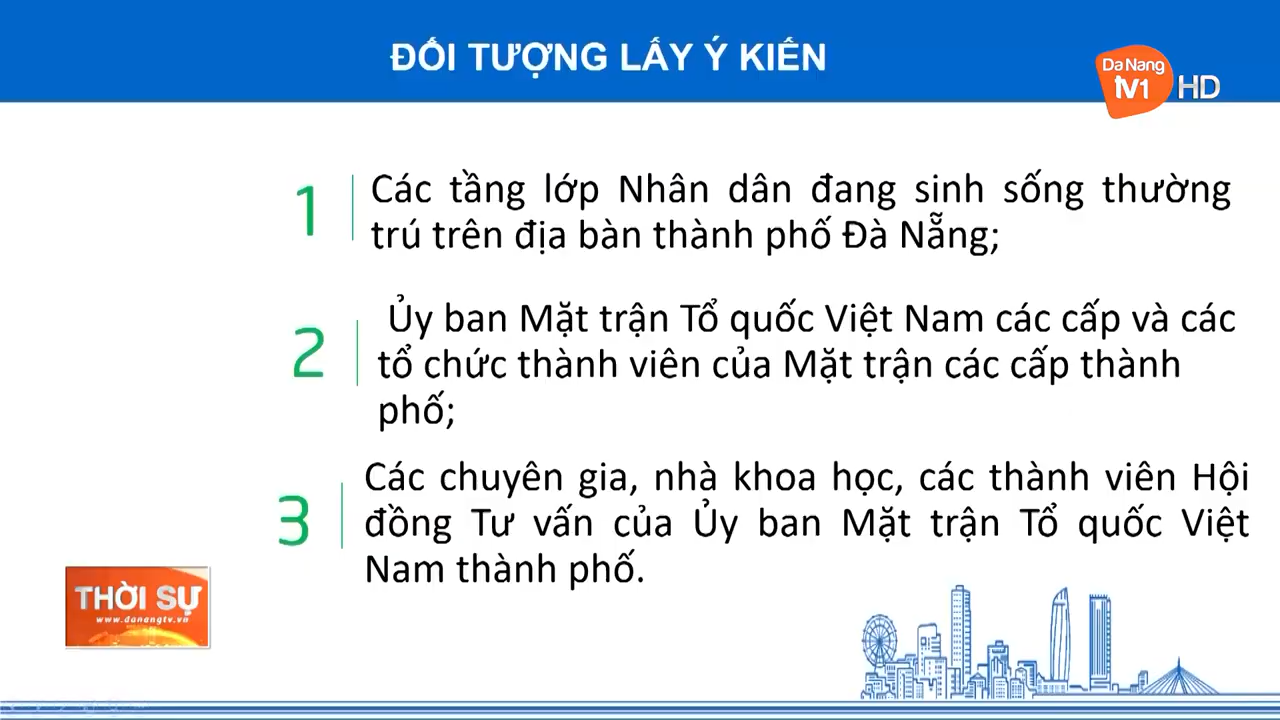 ĐỐI TƯỢNG LẤY Ý KIẾN
Da Nang
tv1 HD
1
Các tầng lớp Nhân dân đang sinh sống thường
trú trên địa bàn thành phố Đà Nẵng;
2
Ủy ban Mặt trận Tổ quốc Việt Nam các cấp và các
tổ chức thành viên của Mặt trận các cấp thành
phố;
3
Các chuyên gia, nhà khoa học, các thành viên Hội
đồng Tư vấn của Ủy ban Mặt trận Tổ quốc Việt
Nam thành phố.
THỜI SỰ
www.danangtv.vn